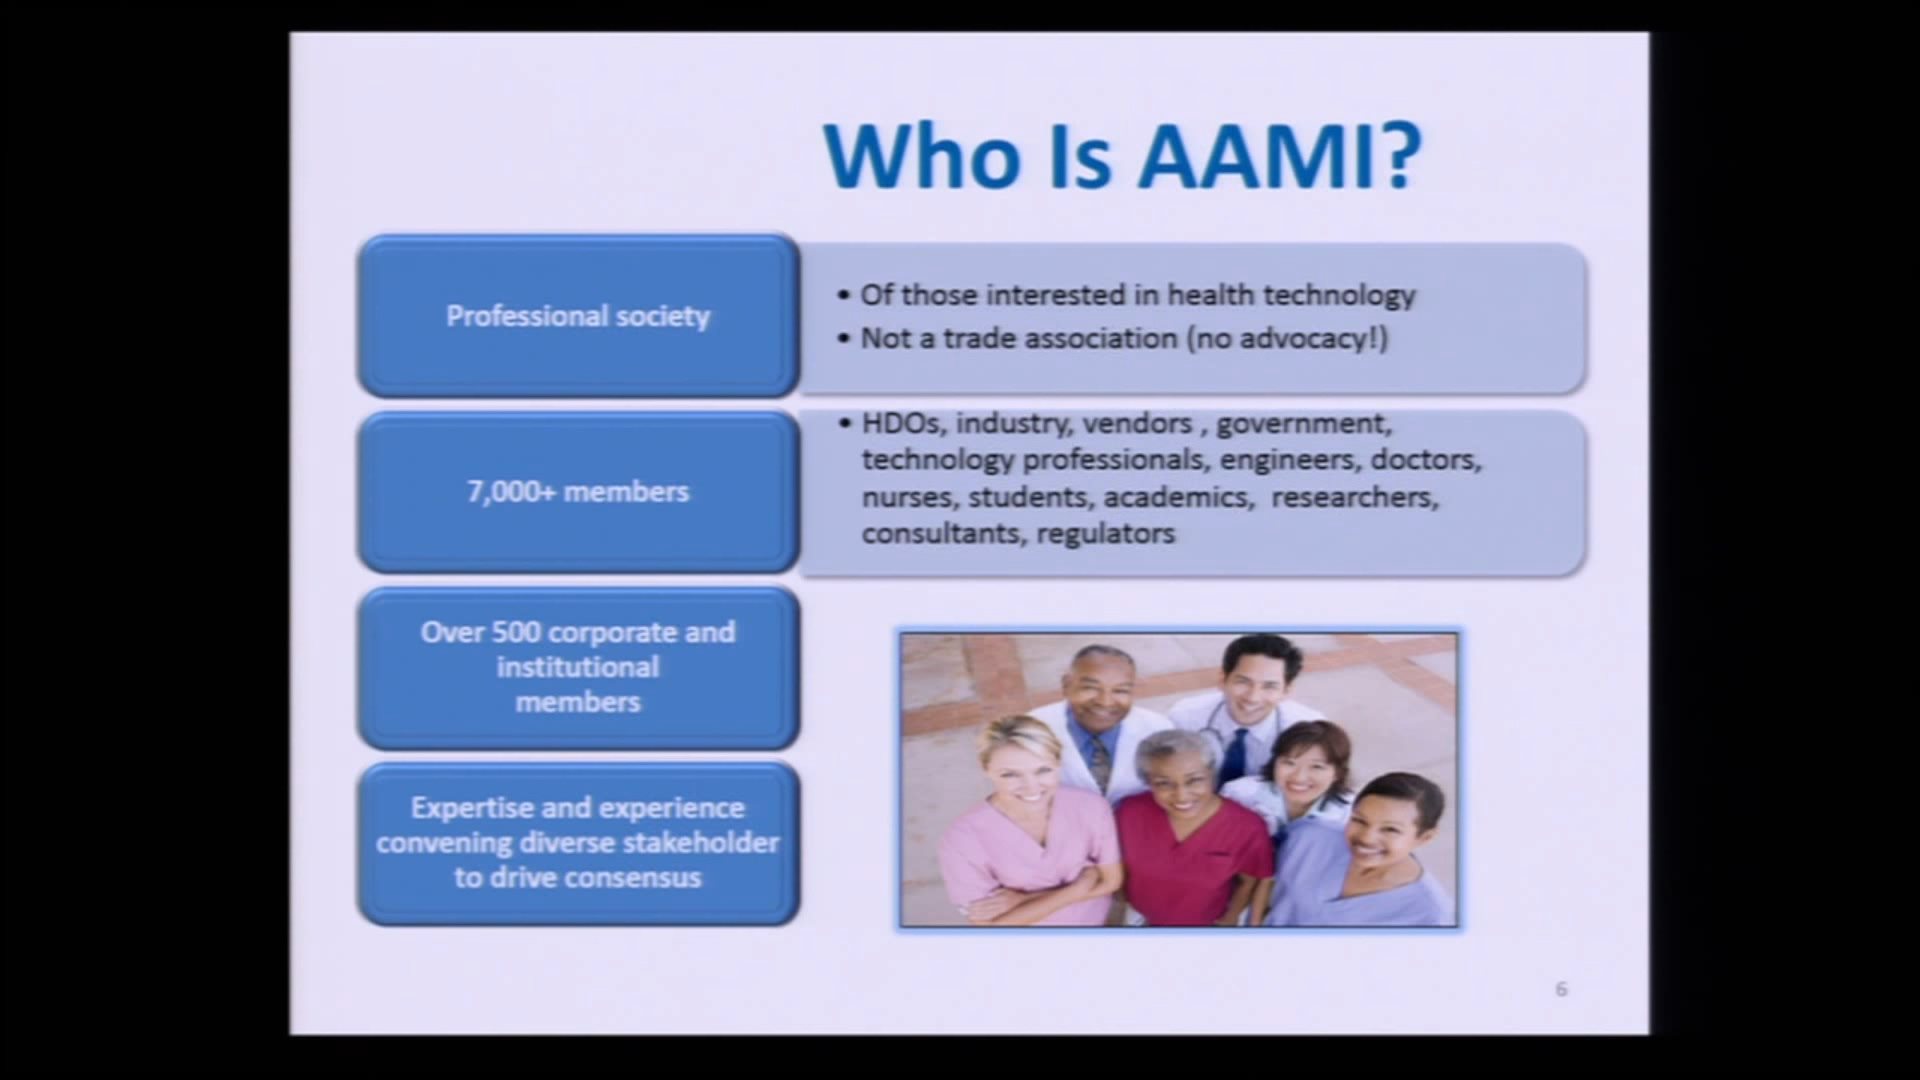 Who Is AAMI?
Professional society
• Of those interested in health technology
• Not a trade association (no advocacy!)
7,000+ members
• HDOs, industry, vendors , government,
technology professionals, engineers, doctors,
nurses, students, academics,  researchers,
consultants, regulators
Over 500 corporate and
institutional
members
Expertise and experience
convening diverse stakeholder
to drive consensus
6